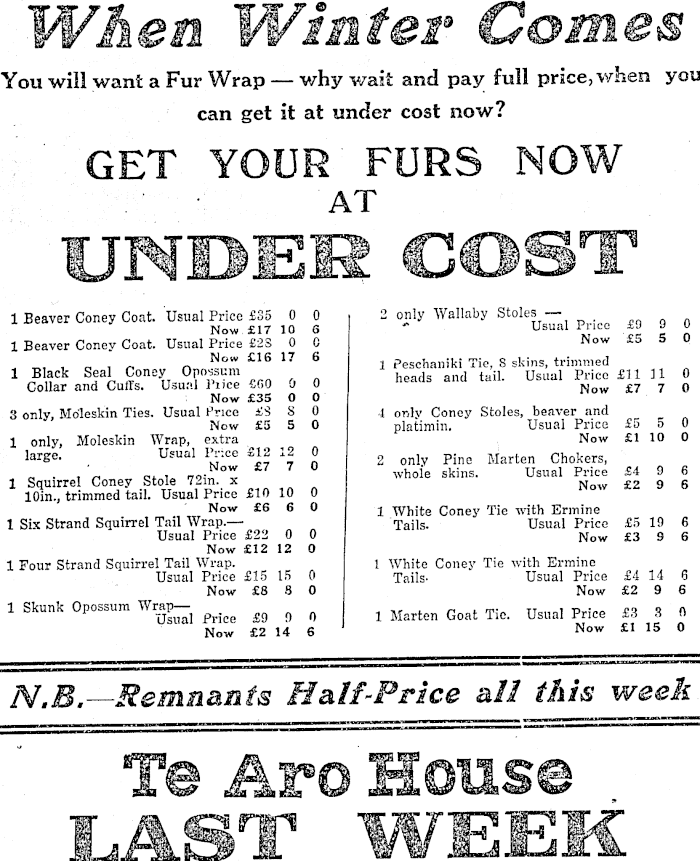 When Winter Comes
You will want a Fur Wrap — why wait and pay full price, when you
can get it at under cost now?
GET YOUR FURS NOW
AT
UNDER COST
1 Beaver Coney Coat. Usual Price £35 0 0
Now £17 10 6
1 Beaver Coney Coat. Usual Price £28 0 0
Now £16 17 6
1 Black Seal Coney Opossum
Collar and Cuffs. Usual Price £60 0 0
Now £35 0 0
3 only, Moleskin Ties. Usual Price £8 8 0
Now £5 5 0
1 only, Moleskin Wrap, extra
large. Usual Price £12 12 0
Now £7 7 0
1 Squirrel Coney Stole 72in. x
10in., trimmed tail. Usual Price £10 10 0
Now £6 6 0
1 Six Strand Squirrel Tail Wrap.—
Usual Price £22 0 0
Now £12 12 0
1 Four Strand Squirrel Tail Wrap.
Usual Price £15 15 0
Now £8 8 0
1 Skunk Opossum Wrap—
Usual Price £9 9 0
Now £2 14 6
2 only Wallaby Stoles —
Usual Price £9 9 0
Now £5 5 0
1 Peschaniki Tie, 8 skins, trimmed
heads and tail. Usual Price £11 11 0
Now £7 7 0
4 only Coney Stoles, beaver and
platimin. Usual Price £5 5 0
Now £1 10 0
2 only Pine Marten Chokers,
whole skins. Usual Price £4 9 6
Now £2 9 6
1 White Coney Tie with Ermine
Tails. Usual Price £5 19 6
Now £3 9 6
1 White Coney Tie with Ermine
Tails. Usual Price £4 14 6
Now £2 9 6
1 Marten Goat Tie. Usual Price £3 3 0
Now £1 15 0
N.B.—Remnants Half-Price all this week
Te Aro House
LAST WEEK